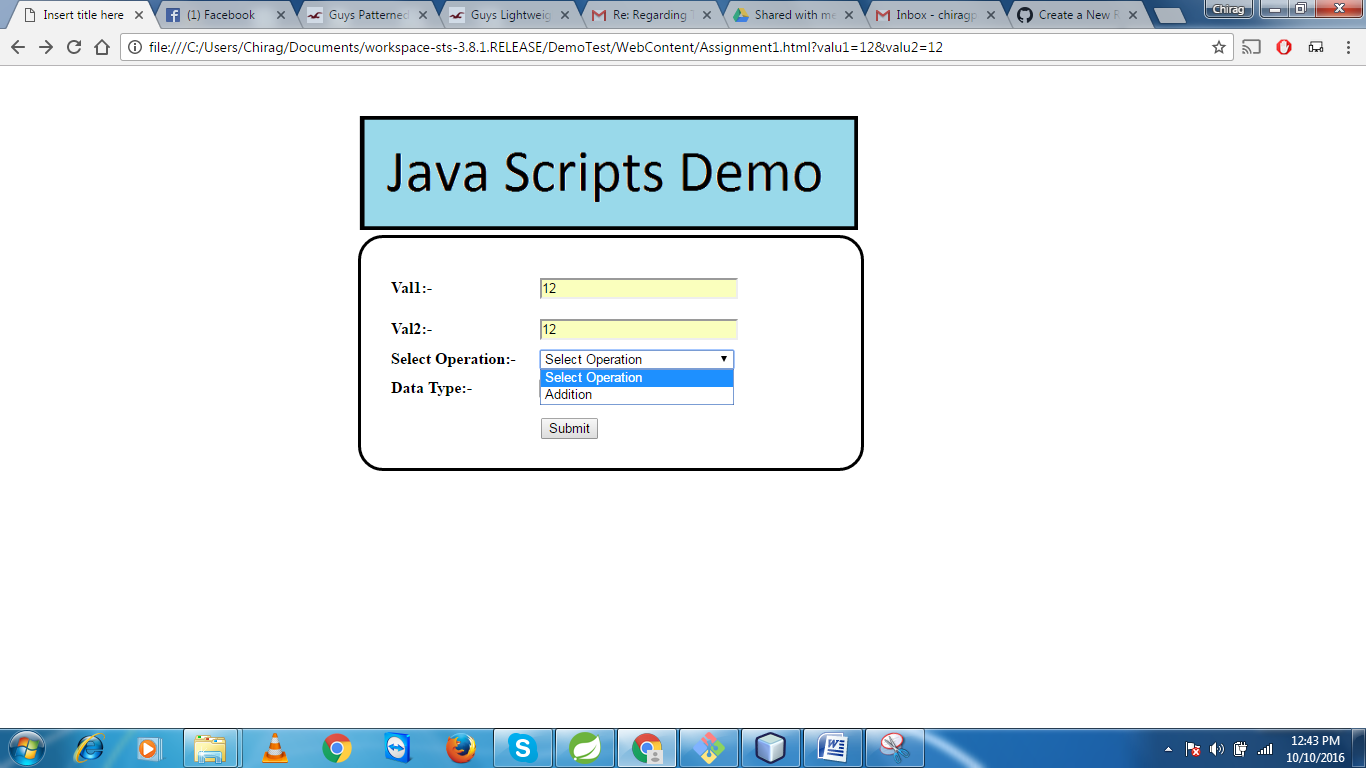 Insert title here
(1) Facebook
Guys Patterned
Guys Lightweig
Re: Regarding
Shared with me
Inbox - chiragp
Create a New R
Chirag
file:///C:/Users/Chirag/Documents/workspace-sts-3.8.1.RELEASE/DemoTest/WebContent/Assignment1.html?valu1=12&valu2=12
Java Scripts Demo
Val1:- 12
Val2:- 12
Select Operation:- Select Operation
Select Operation
Data Type:-
Addition
Submit
12:43 PM
10/10/2016